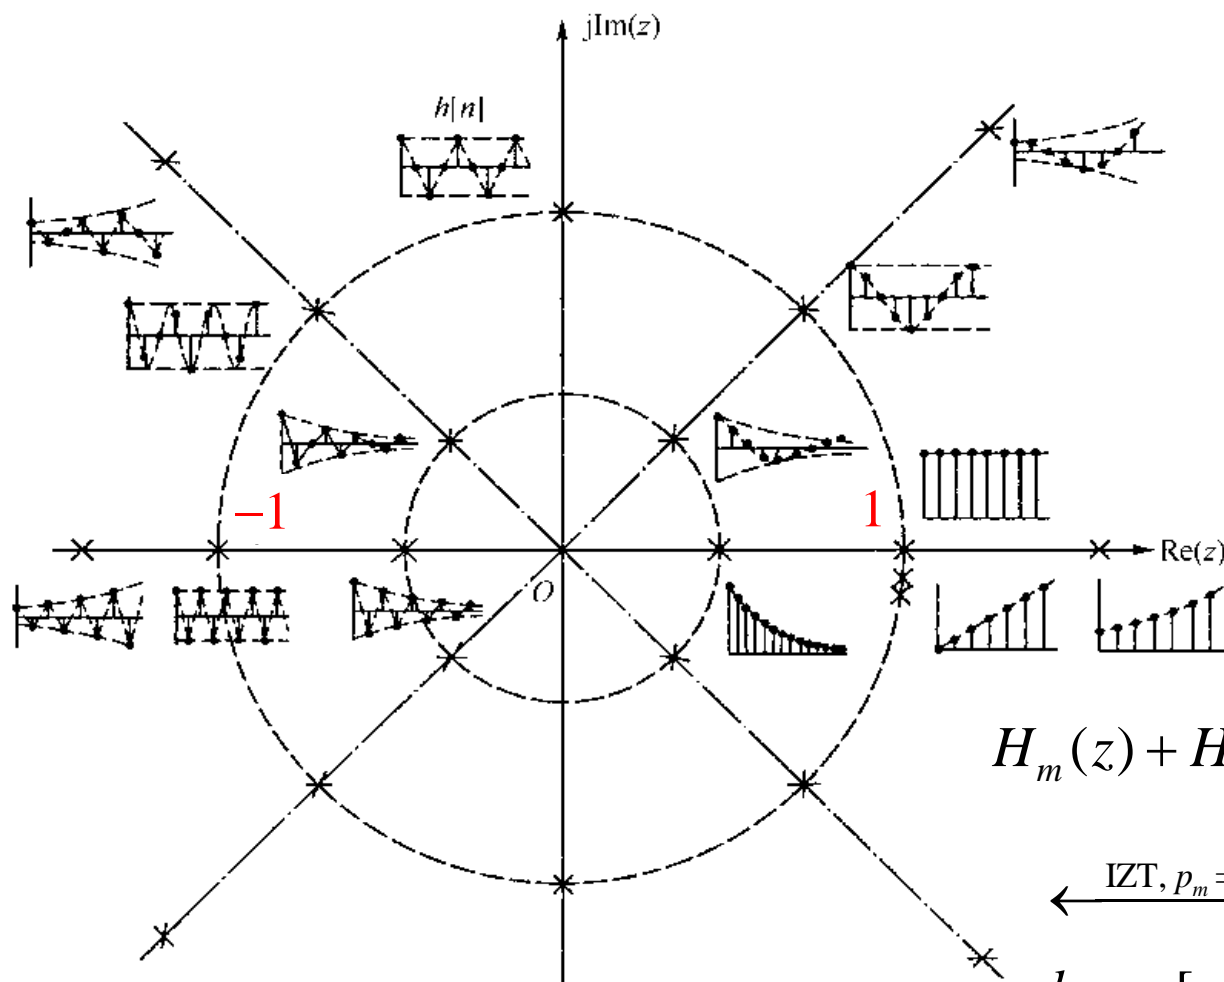 jIm(z)
h[n]
−1
1
Re(z)
O
H_m(z) + H
IZT, p_m =